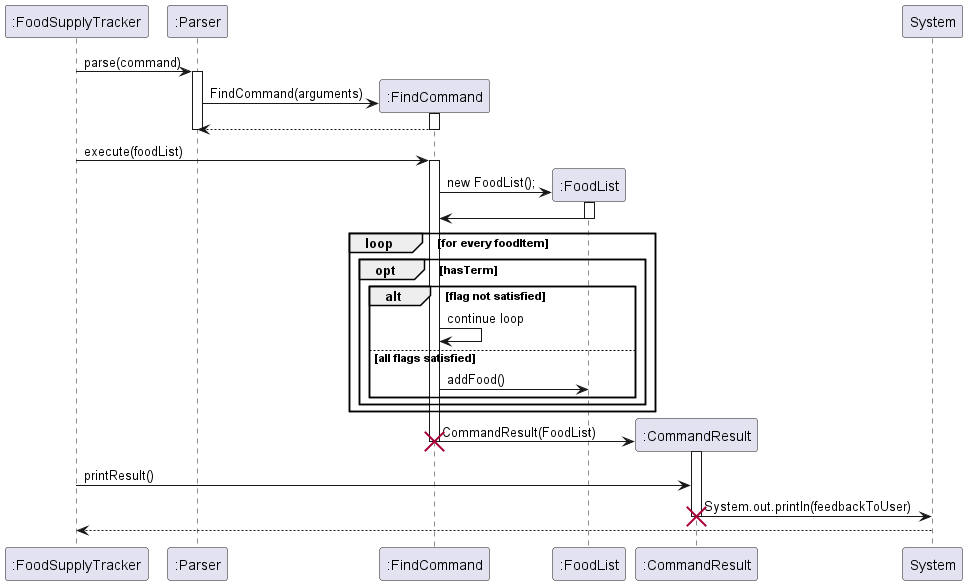 :FoodSupplyTracker
:Parser
System
parse(command)
FindCommand(arguments)
:FindCommand
execute(foodList)
new FoodList();
:FoodList
loop
[for every foodItem]
opt
[hasTerm]
alt
[flag not satisfied]
continue loop
[all flags satisfied]
addFood()
CommandResult(FoodList)
:CommandResult
printResult()
System.out.println(feedbackToUser)
:FoodSupplyTracker
:Parser
:FindCommand
:FoodList
:CommandResult
System